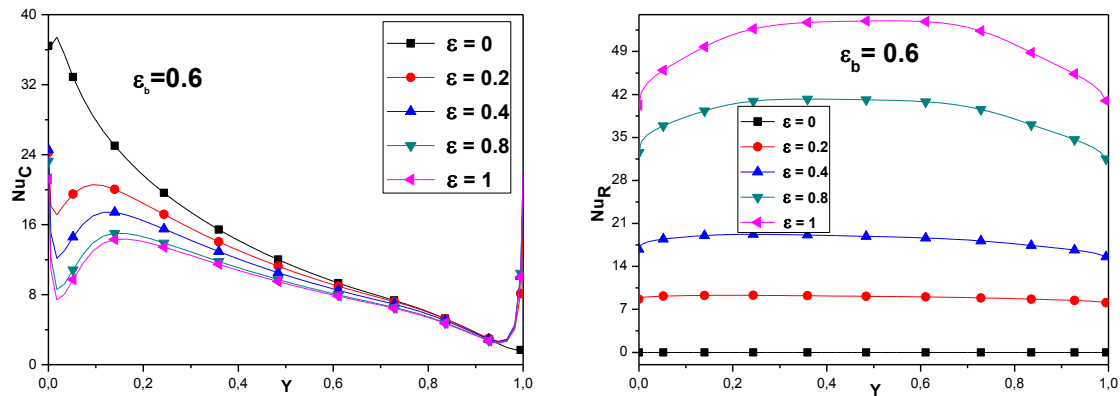 40
32
24
16
8
0
Nu_C
ε_b=0.6
ε = 0
ε = 0.2
ε = 0.4
ε = 0.8
ε = 1
0,0 0,2 0,4 0,6 0,8 1,0
Y
49
42
35
28
21
14
7
0
Nu_R
ε_b= 0.6
ε = 0
ε = 0.2
ε = 0.4
ε = 0.8
ε = 1
0,0 0,2 0,4 0,6 0,8 1,0
Y